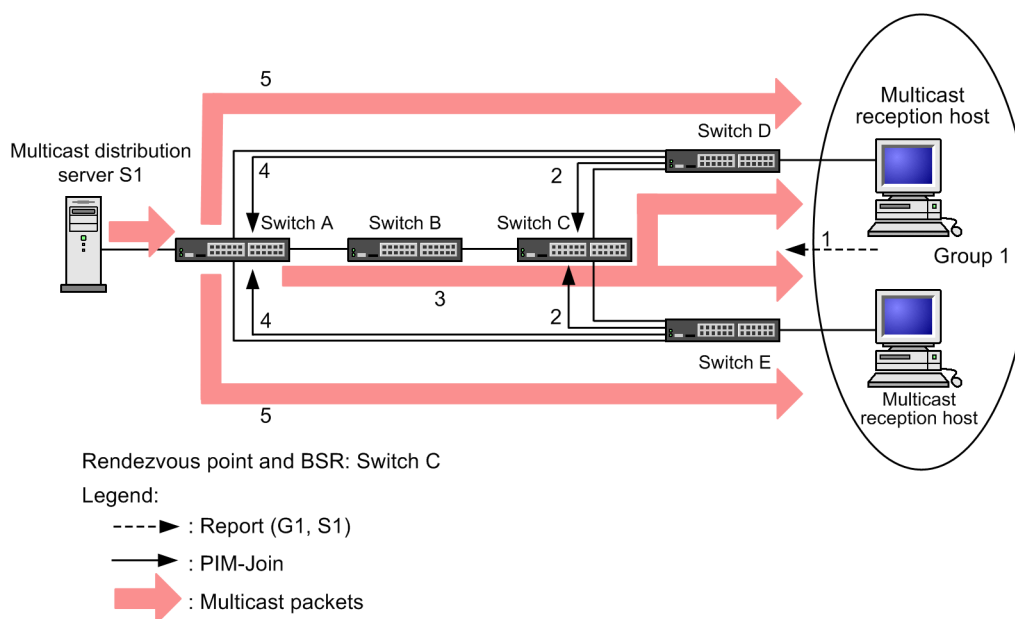 5
Multicast
reception host
Switch D
Multicast distribution
server S1
4
2
Switch A
Switch B
Switch C
1
Group 1
3
4
2
Switch E
Multicast
reception host
5
Rendezvous point and BSR: Switch C
Legend:
: Report (G1, S1)
: PIM-Join
: Multicast packets